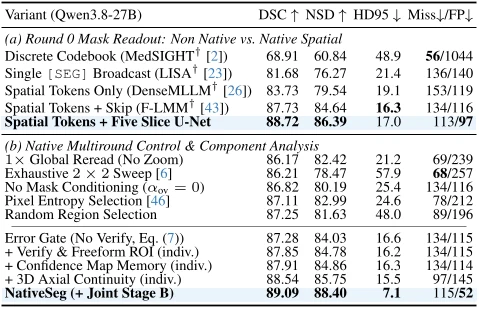 Variant (Qwen3.8-27B) DSC ↑ NSD ↑ HD95 ↓ Miss↓/FP↓
(a) Round 0 Mask Readout: Non Native vs. Native Spatial
Discrete Codebook (MedSIGHT† [2]) 68.91 60.84 48.9 56/1044
Single [SEG] Broadcast (LISA† [23]) 81.68 76.27 21.4 136/140
Spatial Tokens Only (DenseMLLM† [26]) 83.73 79.54 19.1 153/119
Spatial Tokens + Skip (F-LMM† [43]) 87.73 84.64 16.3 134/116
Spatial Tokens + Five Slice U-Net 88.72 86.39 17.0 113/97
(b) Native Multiround Control & Component Analysis
1× Global Reread (No Zoom) 86.17 82.42 21.2 69/239
Exhaustive 2 × 2 Sweep [6] 86.21 78.47 57.9 68/257
No Mask Conditioning (αov = 0) 86.82 80.19 25.4 134/116
Pixel Entropy Selection [46] 87.11 82.99 24.6 78/212
Random Region Selection 87.25 81.63 48.0 89/196
Error Gate (No Verify, Eq. (7)) 87.28 84.03 16.6 134/115
+ Verify & Freeform ROI (indiv.) 87.85 84.78 16.2 134/115
+ Confidence Map Memory (indiv.) 87.91 84.86 16.3 134/114
+ 3D Axial Continuity (indiv.) 88.54 85.75 15.5 97/145
NativeSeg (+ Joint Stage B) 89.09 88.40 7.1 115/52